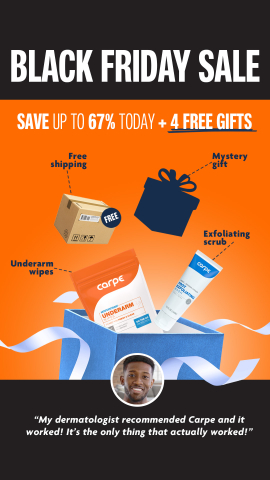 BLACK FRIDAY SALE
SAVE UP TO 67% TODAY + 4 FREE GIFTS
Free
shipping
Mystery
gift
FREE
Exfoliating
scrub
Underarm
wipes
carpe
UNDERARM
carpe
EXFOLIATING
"My dermatologist recommended Carpe and it
worked! It's the only thing that actually worked!"